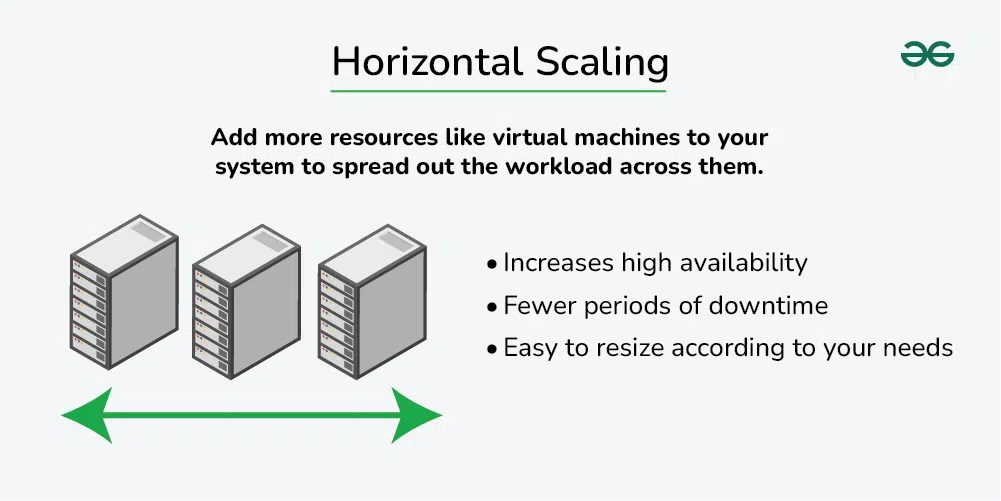 Horizontal Scaling
Add more resources like virtual machines to your
system to spread out the workload across them.
• Increases high availability
• Fewer periods of downtime
• Easy to resize according to your needs